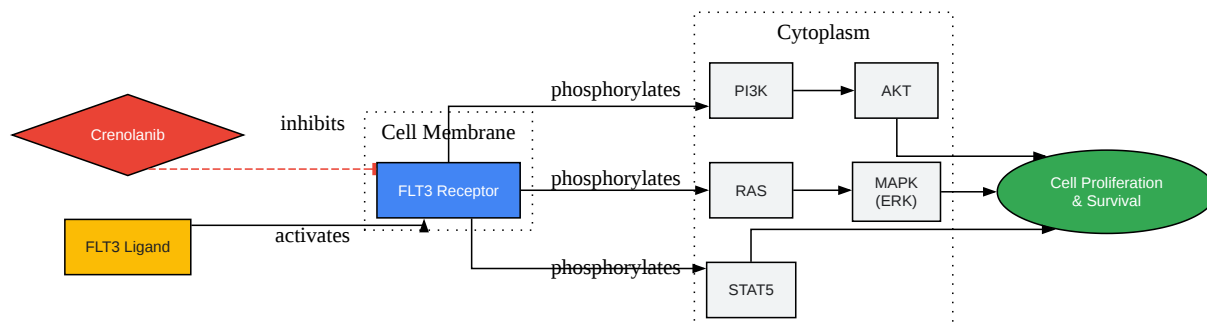 Cytoplasm
phosphorylates
PI3K
AKT
Crenolanib
inhibits
Cell Membrane
FLT3 Receptor
phosphorylates
RAS
MAPK
(ERK)
Cell Proliferation
& Survival
FLT3 Ligand
activates
phosphorylates
STAT5